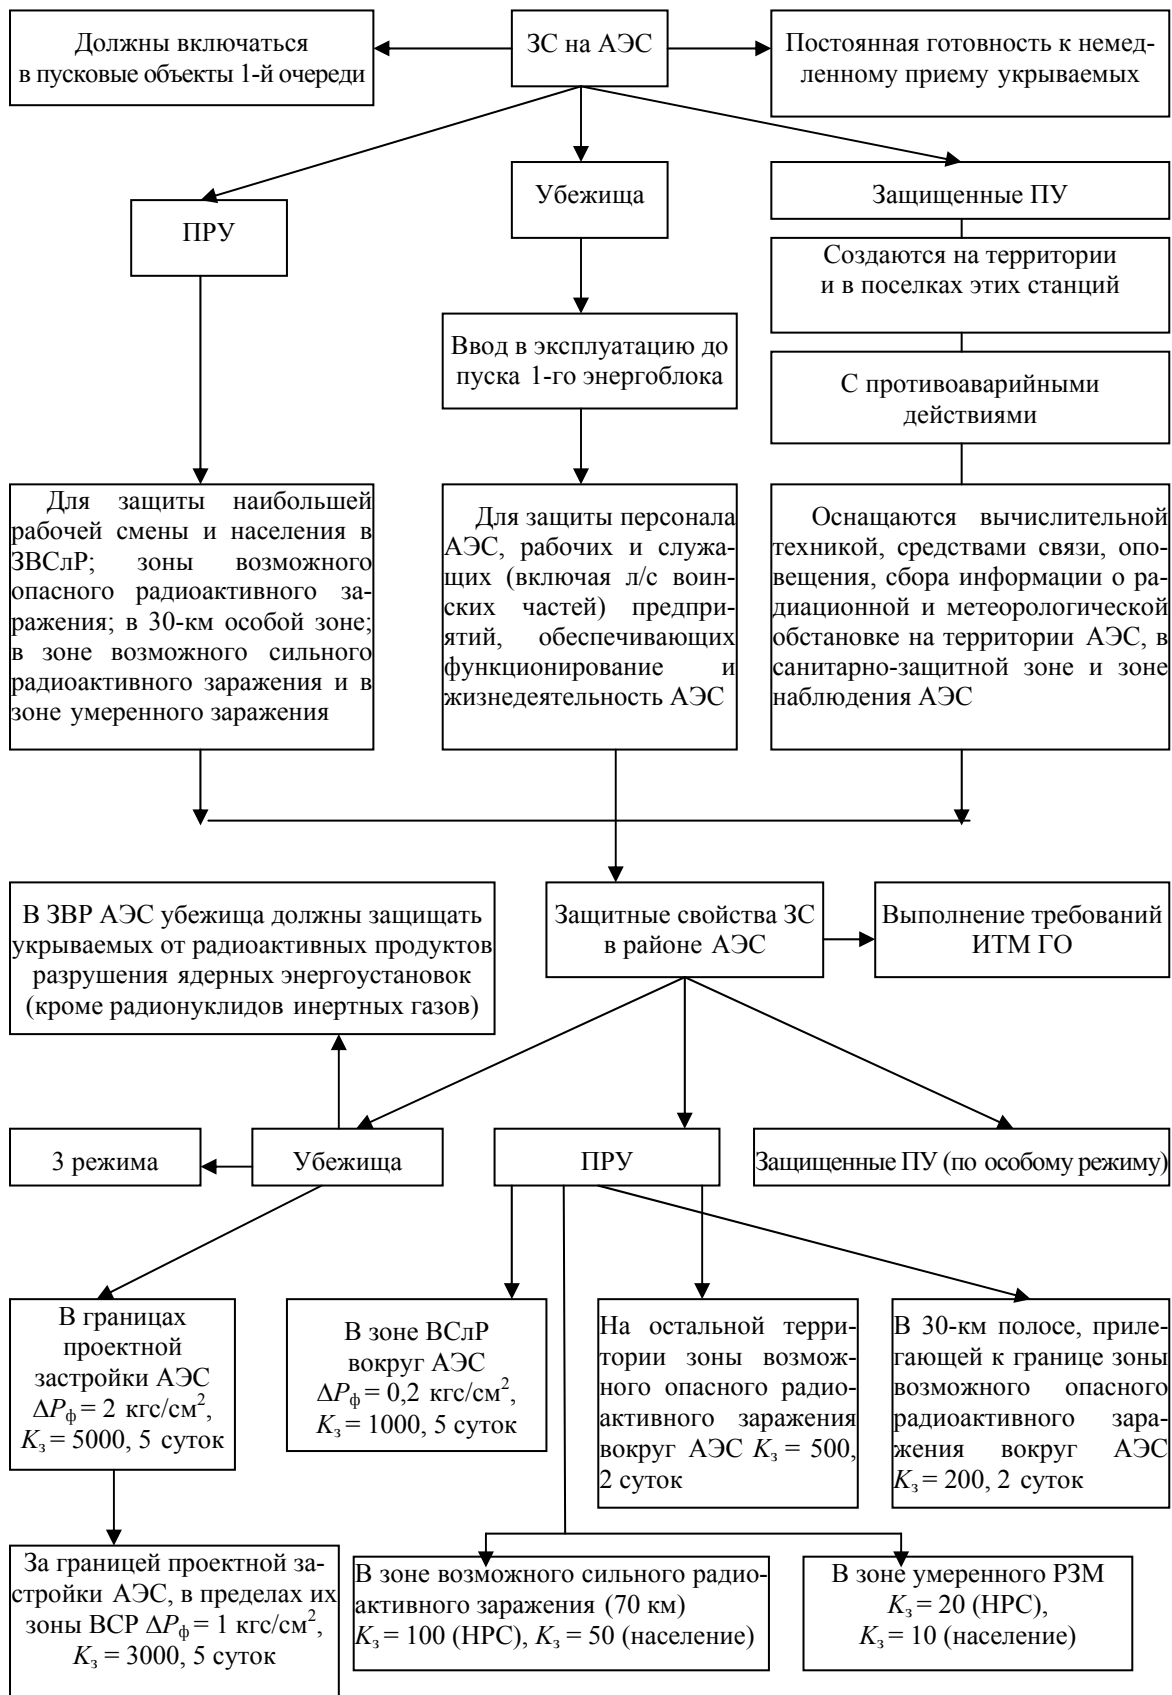 Должны включаться
в пусковые объекты 1-й очереди
ЗС на АЭС
Постоянная готовность к немед-
ленному приему укрываемых
ПРУ
Убежища
Защищенные ПУ
Создаются на территории
и в поселках этих станций
Ввод в эксплуатацию до
пуска 1-го энергоблока
С противоаварийными
действиями
Для защиты наибольшей
рабочей смены и населения в
ЗВСлР; зоны возможного
опасного радиоактивного за-
ражения; в 30-км особой зоне;
в зоне возможного сильного
радиоактивного заражения и в
зоне умеренного заражения
Для защиты персонала
АЭС, рабочих и служа-
щих (включая л/с воин-
ских частей) предпри-
ятий, обеспечивающих
функционирование и
жизнедеятельность АЭС
Оснащаются вычислительной
техникой, средствами связи, опо-
вещения, сбора информации о ра-
диационной и метеорологической
обстановке на территории АЭС, в
санитарно-защитной зоне и зоне
наблюдения АЭС
В ЗВР АЭС убежища должны защищать
укрываемых от радиоактивных продуктов
разрушения ядерных энергоустановок
(кроме радионуклидов инертных газов)
Защитные свойства ЗС
в районе АЭС
Выполнение требований
ИТМ ГО
3 режима
Убежища
ПРУ
Защищенные ПУ (по особому режиму)
В границах
проектной
застройки АЭС
ΔPф = 2 кгс/см²,
Kз = 5000, 5 суток
В зоне ВСлР
вокруг АЭС
ΔPф = 0,2 кгс/см²,
Kз = 1000, 5 суток
На остальной терри-
тории зоны возмож-
ного опасного радио-
активного заражения
вокруг АЭС Kз = 500,
2 суток
В 30-км полосе, приле-
гающей к границе зоны
возможного опасного
радиоактивного зара-
жения вокруг АЭС
Kз = 200, 2 суток
За границей проектной за-
стройки АЭС, в пределах их
зоны ВСР ΔPф = 1 кгс/см²,
Kз = 3000, 5 суток
В зоне возможного сильного радио-
активного заражения (70 км)
Kз = 100 (НРС), Kз = 50 (население)
В зоне умеренного РЗМ
Kз = 20 (НРС),
Kз = 10 (население)